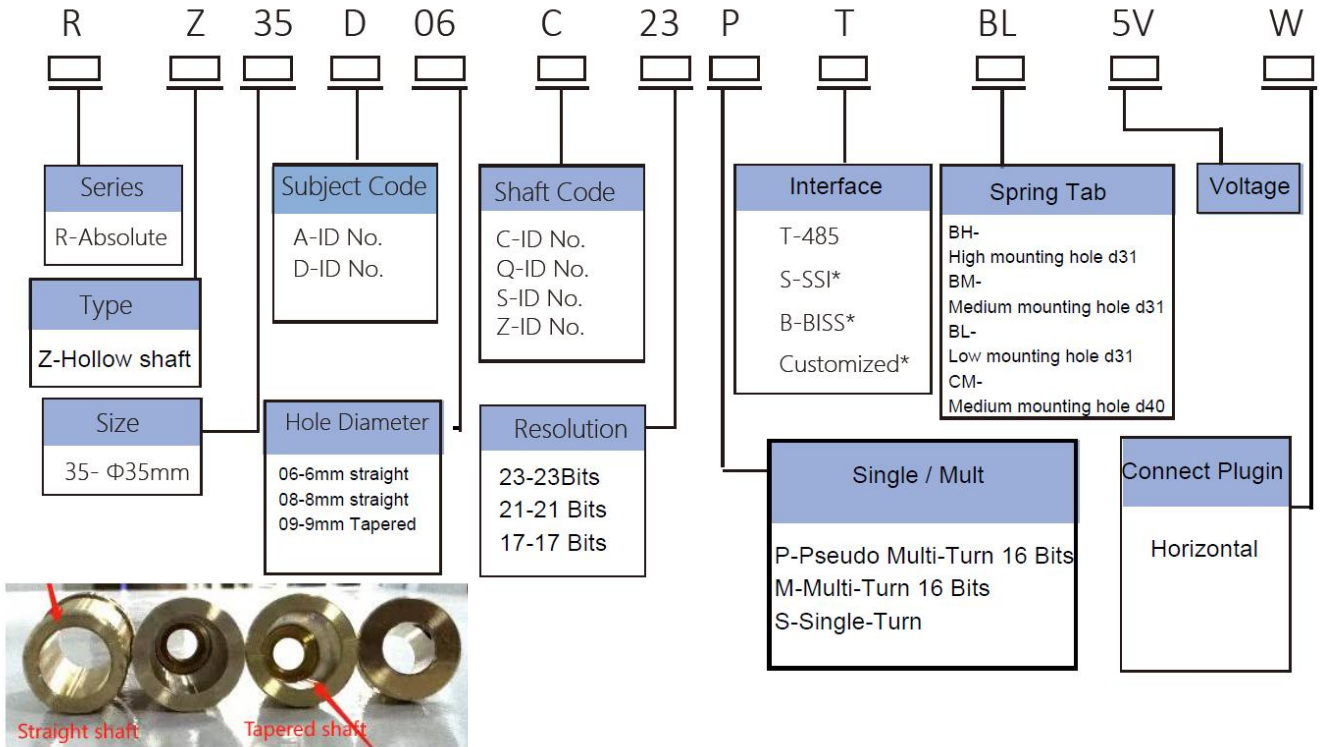 R Z 35 D 06 C 23 P T BL 5V W
Series
R-Absolute
Type
Z-Hollow shaft
Size
35- Φ35mm
Subject Code
A-ID No.
D-ID No.
Hole Diameter
06-6mm straight
08-8mm straight
09-9mm Tapered
Shaft Code
C-ID No.
Q-ID No.
S-ID No.
Z-ID No.
Resolution
23-23Bits
21-21 Bits
17-17 Bits
Interface
T-485
S-SSI*
B-BISS*
Customized*
Spring Tab
BH-
High mounting hole d31
BM-
Medium mounting hole d31
BL-
Low mounting hole d31
CM-
Medium mounting hole d40
Voltage
Single / Mult
P-Pseudo Multi-Turn 16 Bits
M-Multi-Turn 16 Bits
S-Single-Turn
Connect Plugin
Horizontal
Straight shaft
Tapered shaft